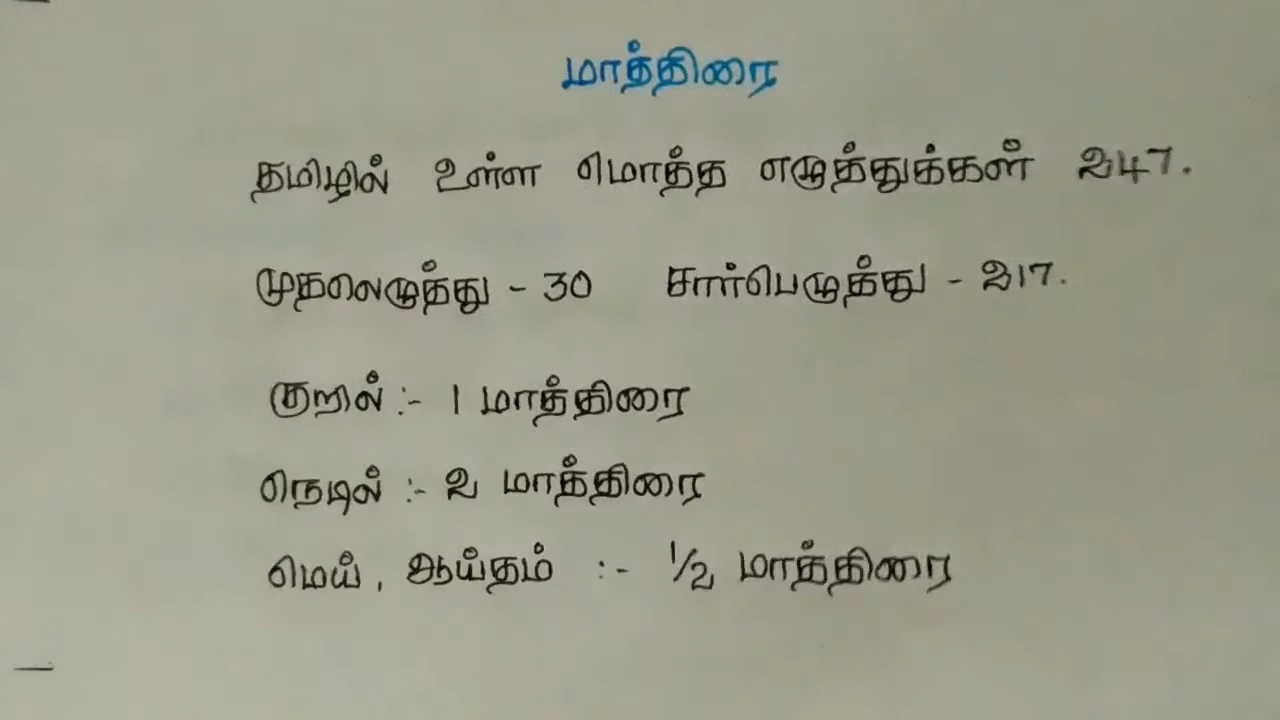 மாத்திரை
தமிழில் உள்ள மொத்த எழுத்துக்கள் 247.
முதலெழுத்து - 30 சார்பெழுத்து - 217.
குறில் :- 1 மாத்திரை
நெடில் :- 2 மாத்திரை
மெய், ஆய்தம் :- 1/2 மாத்திரை